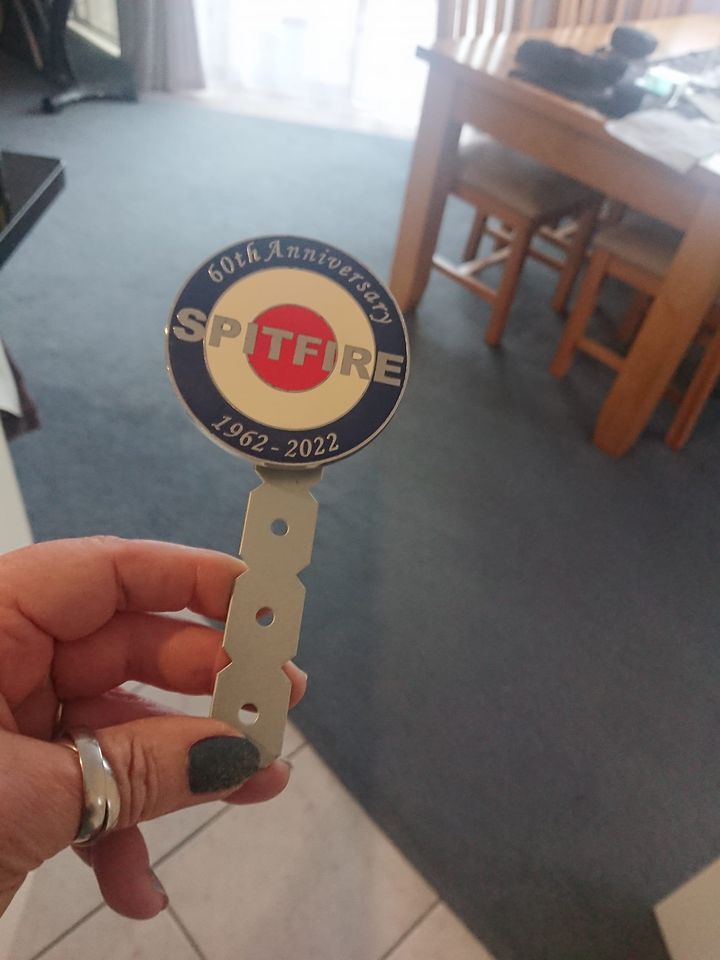 60th Anniversary
SPITFIRE
1962 - 2022